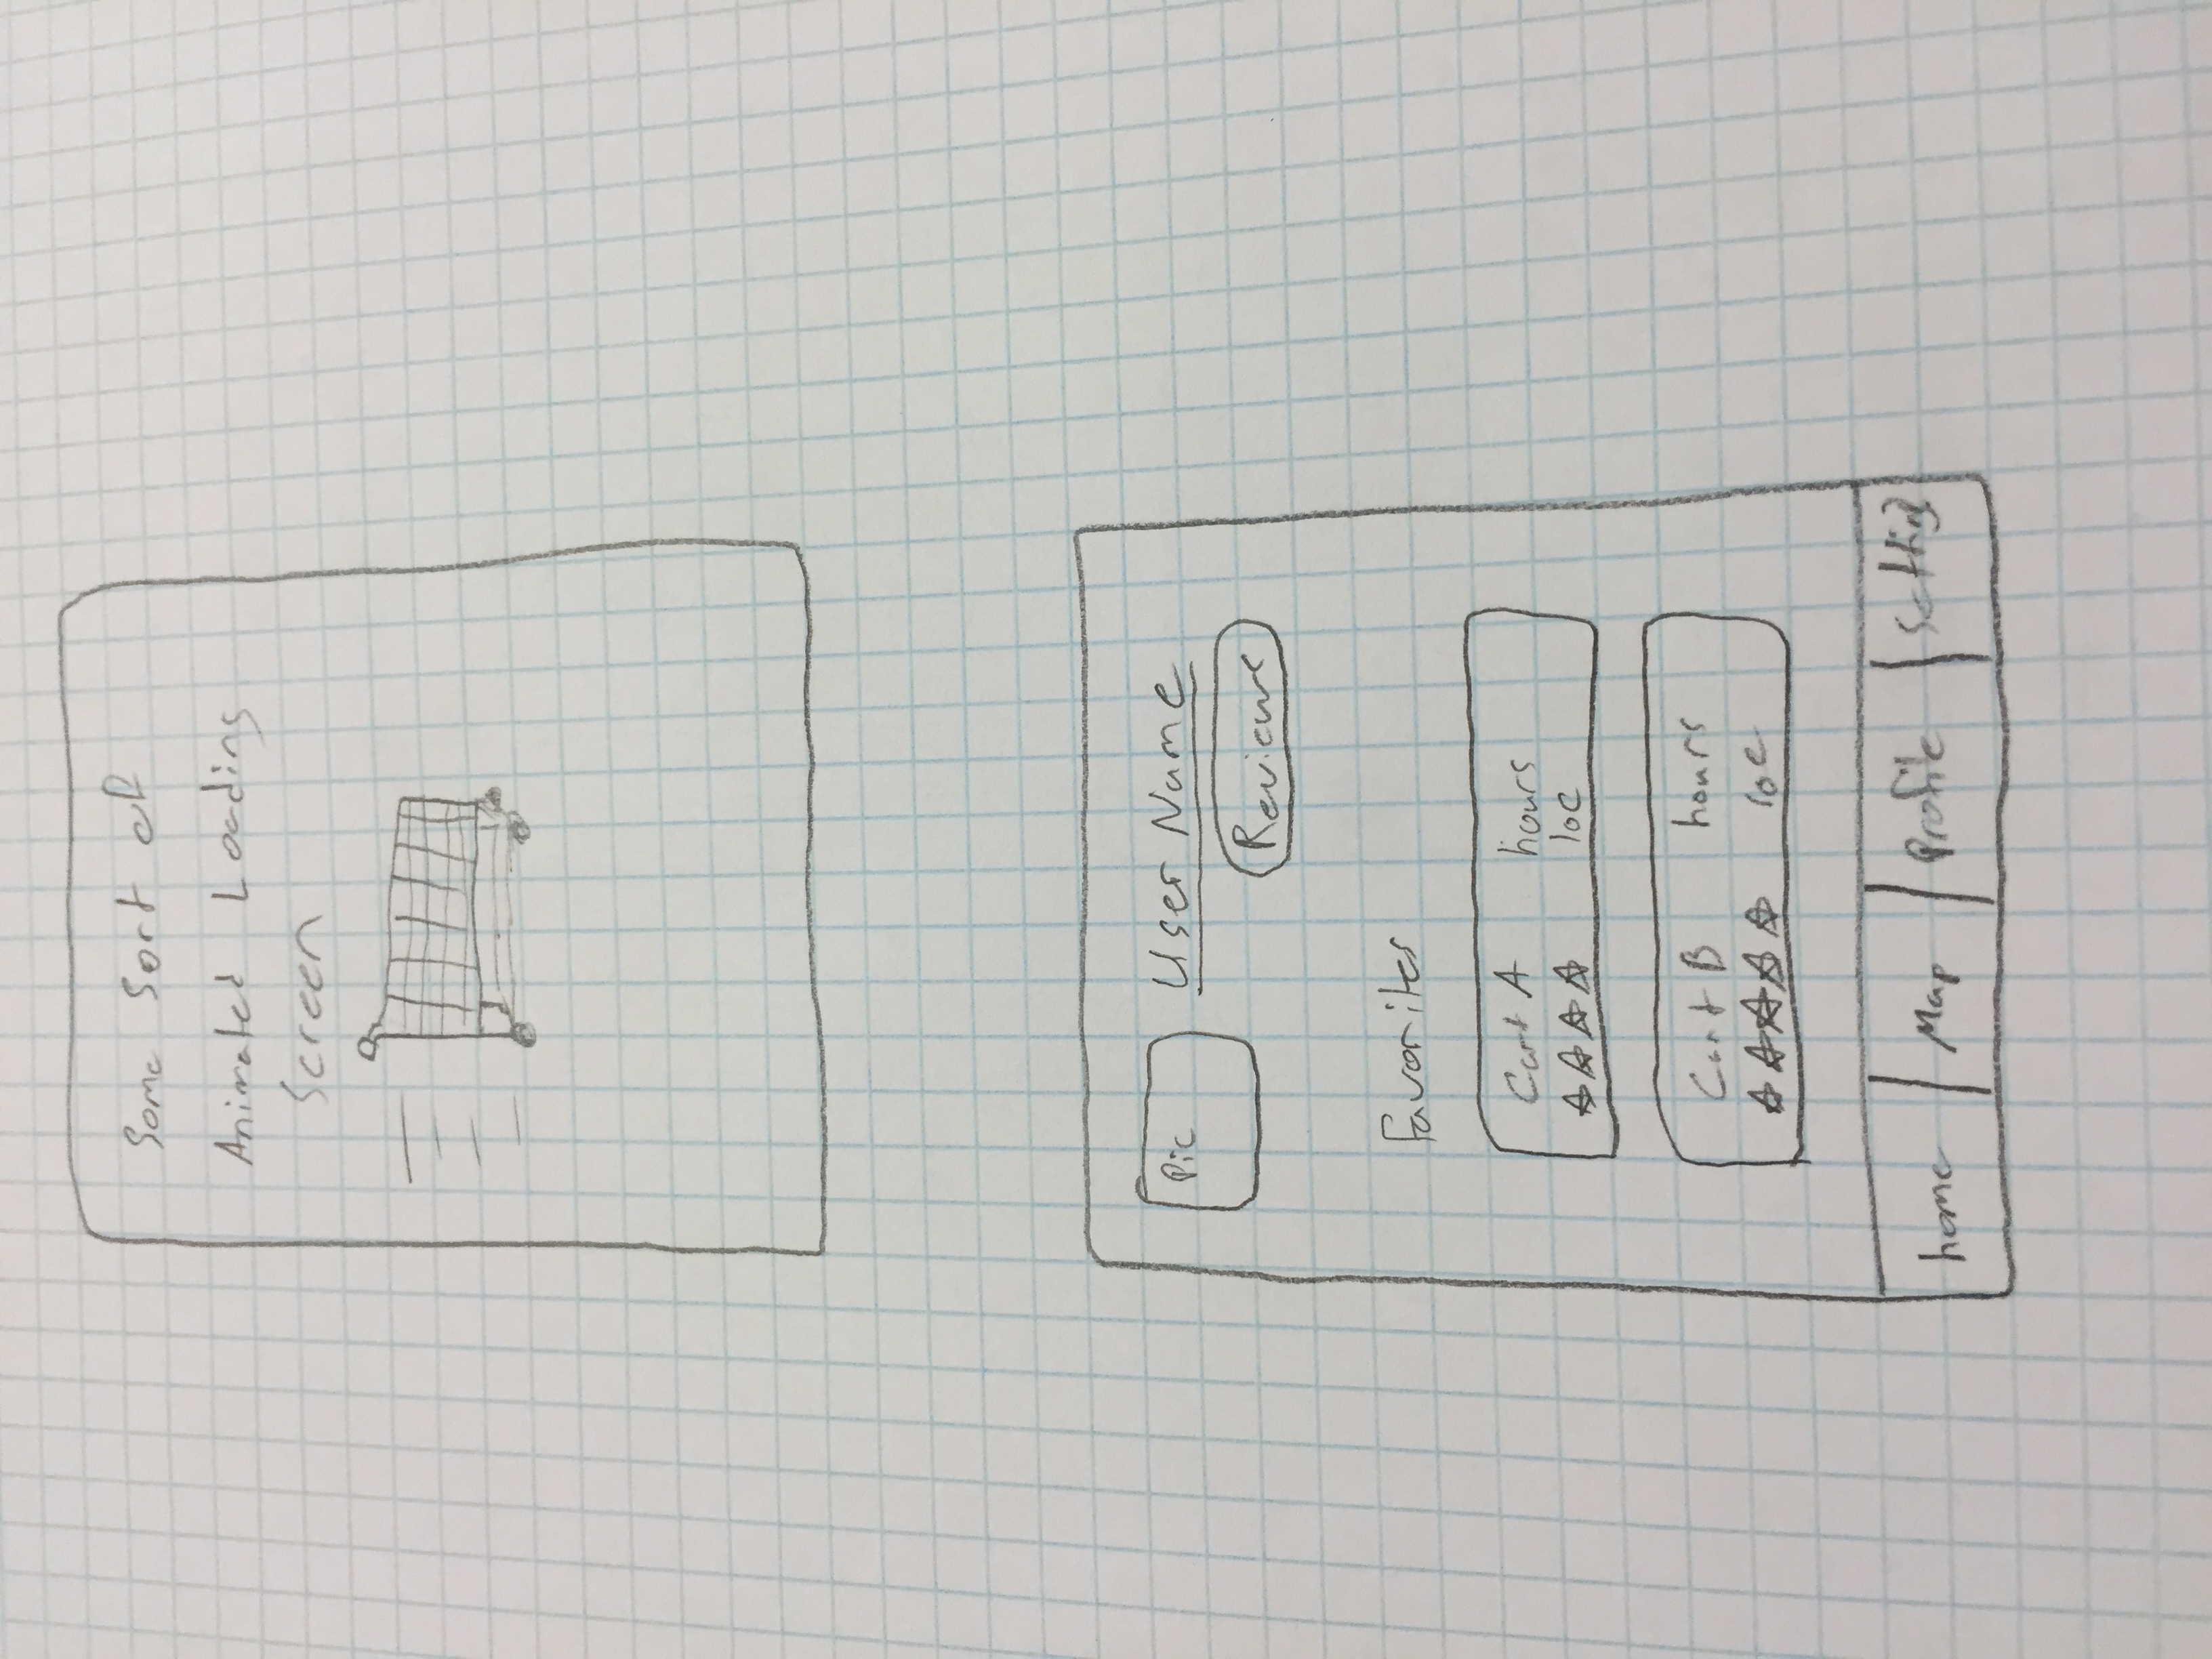 Some Sort of
Animated Loading
Screen
Pic
User Name
Reviews
Favorites
Cart A hours
loc
Cart B hours
loc
home Map Profile Setting